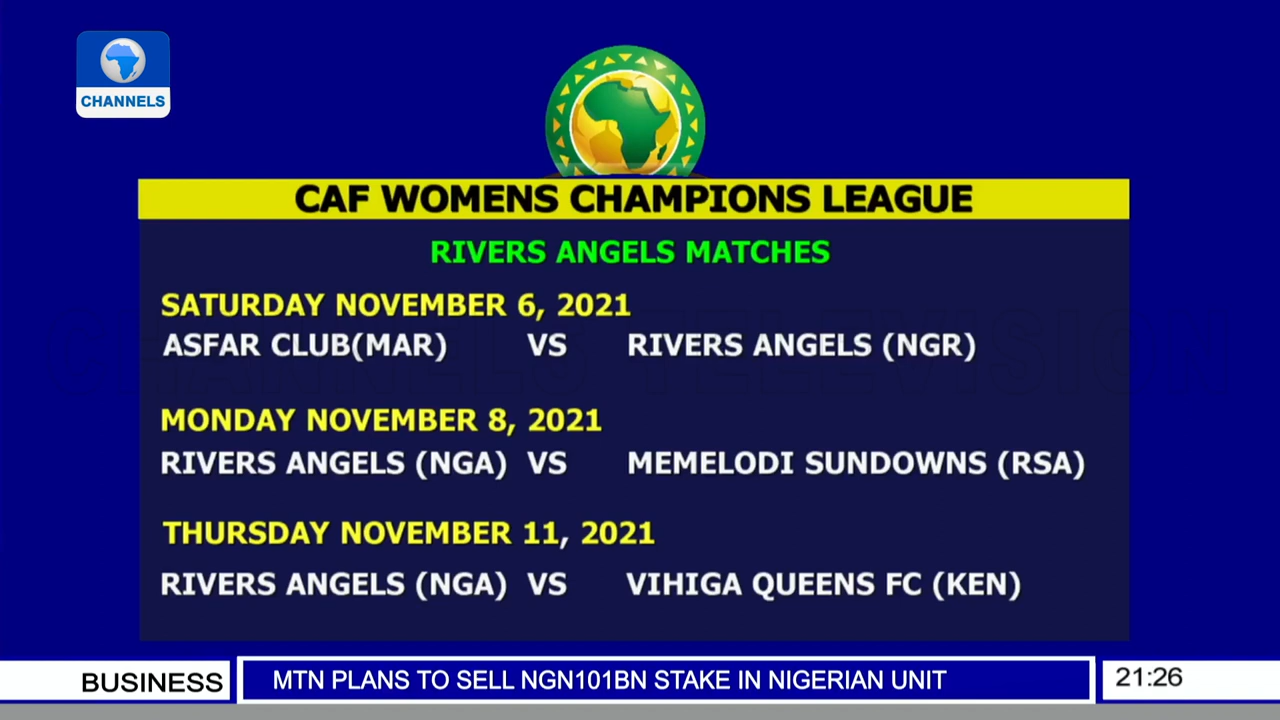 CHANNELS
CAF WOMENS CHAMPIONS LEAGUE
RIVERS ANGELS MATCHES
SATURDAY NOVEMBER 6, 2021
ASFAR CLUB(MAR) VS RIVERS ANGELS (NGR)
CHANNELS TELEVISION
MONDAY NOVEMBER 8, 2021
RIVERS ANGELS (NGA) VS MEMELODI SUNDOWNS (RSA)
THURSDAY NOVEMBER 11, 2021
RIVERS ANGELS (NGA) VS VIHIGA QUEENS FC (KEN)
BUSINESS MTN PLANS TO SELL NGN101BN STAKE IN NIGERIAN UNIT 21:26